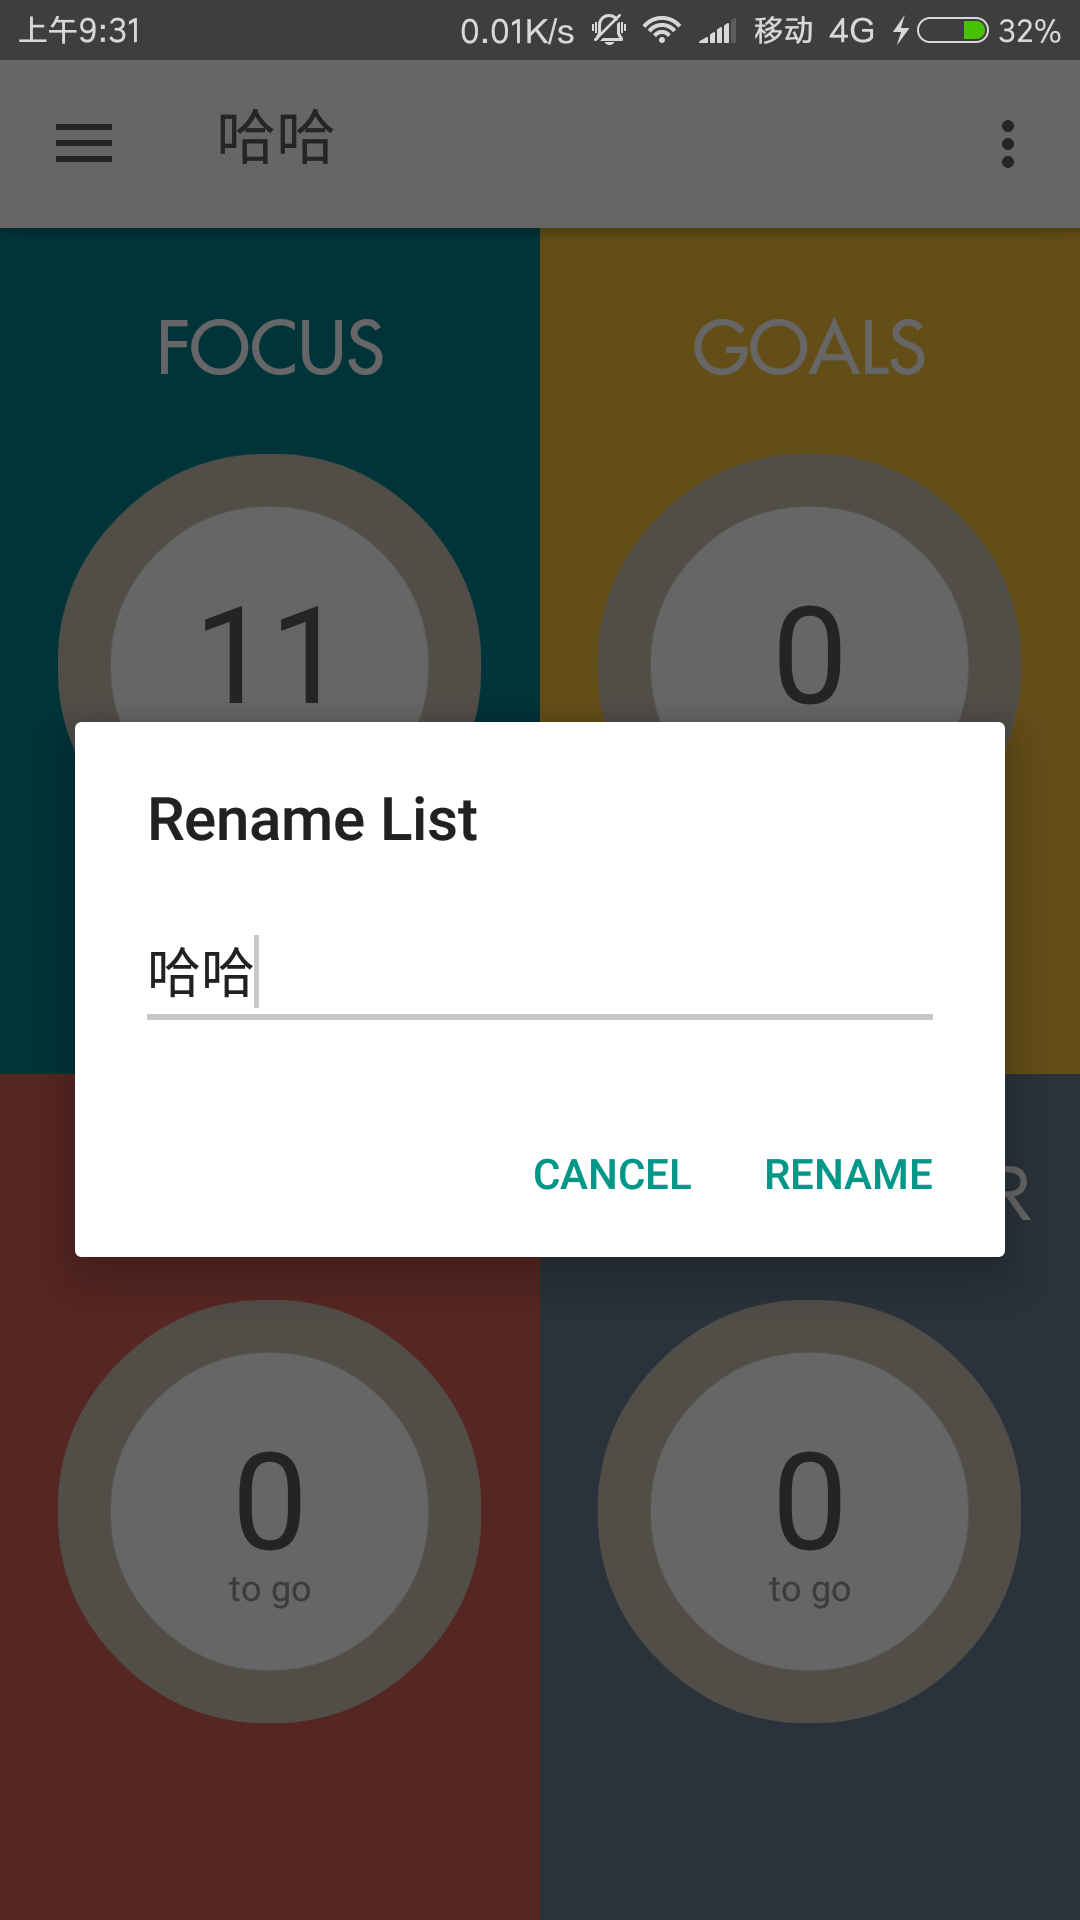 上午9:31 0.01K/s 移动 4G 32%
哈哈
FOCUS GOALS
11 0
Rename List
哈哈
CANCEL RENAME
0 0
to go to go